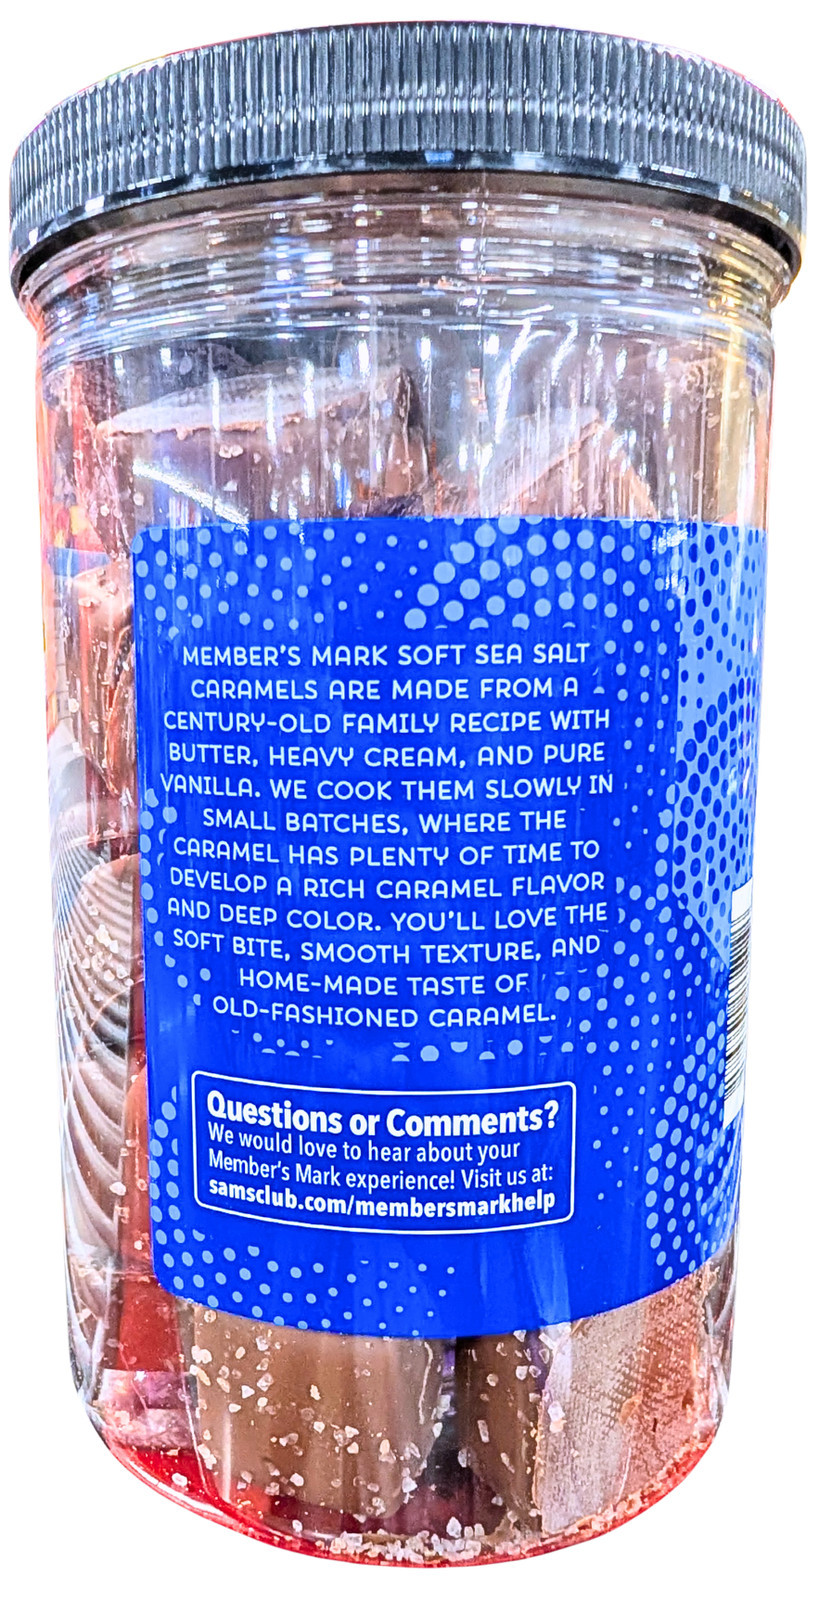 MEMBER'S MARK SOFT SEA SALT
CARAMELS ARE MADE FROM A
CENTURY-OLD FAMILY RECIPE WITH
BUTTER, HEAVY CREAM, AND PURE
VANILLA. WE COOK THEM SLOWLY IN
SMALL BATCHES, WHERE THE
CARAMEL HAS PLENTY OF TIME TO
DEVELOP A RICH CARAMEL FLAVOR
AND DEEP COLOR. YOU'LL LOVE THE
SOFT BITE, SMOOTH TEXTURE, AND
HOME-MADE TASTE OF
OLD-FASHIONED CARAMEL.
Questions or Comments?
We would love to hear about your
Member's Mark experience! Visit us at:
samsclub.com/membersmarkhelp